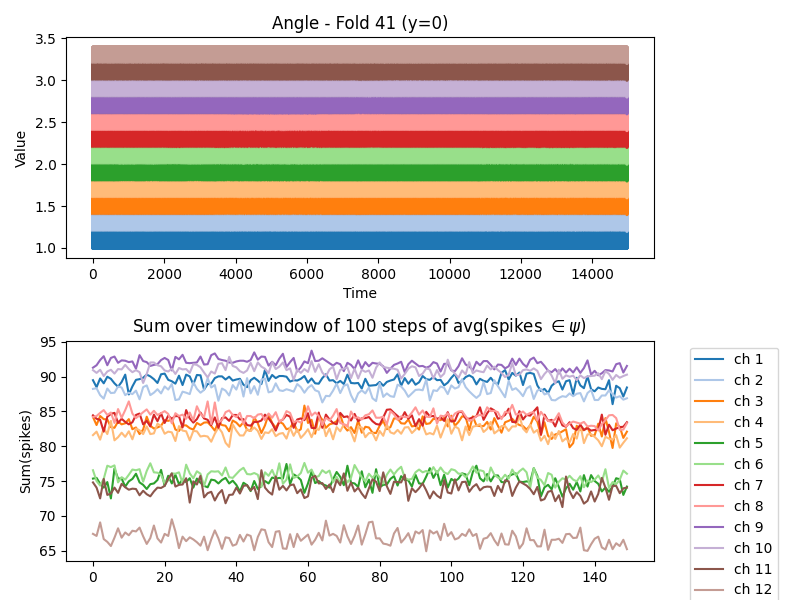 Angle - Fold 41 (y=0)
3.5
3.0
2.5
2.0
1.5
1.0
Value
0 2000 4000 6000 8000 10000 12000 14000
Time
Sum over timewindow of 100 steps of avg(spikes ∈ ψ)
95
90
85
80
75
70
65
Sum(spikes)
0 20 40 60 80 100 120 140
ch 1
ch 2
ch 3
ch 4
ch 5
ch 6
ch 7
ch 8
ch 9
ch 10
ch 11
ch 12